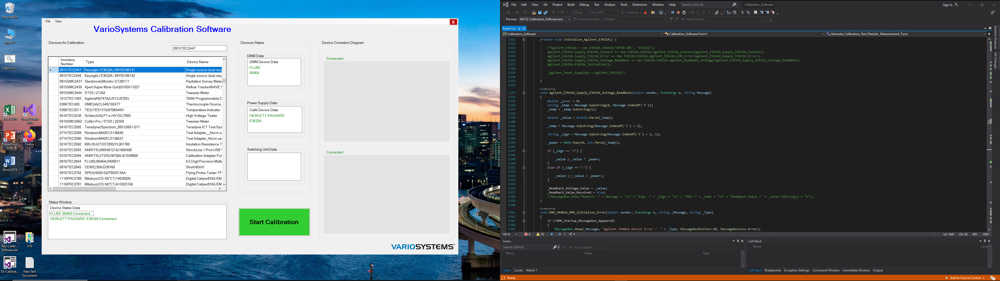 Recycle Bin
This PC
Logon_co...
Excel 2016
Visual Studio
2019
PowerPoint
2016
Firefox
Word 2016
My-Calibr...
software.sln
V10
VS-Calibrat...
New Text
Document
File View
X
VarioSystems Calibration Software
Devices for Calibration
0915TEC2447
Inventory
Number
Type
Device Name
0915TEC2447 Keysight / E3632A / MY55186141 Single source dual rang
0915TEC2448 Keysight / E3632A / MY55186142 Single source dual rang
0915QMC2437 Glenbrook/Monitor GT/80111 Radiation Survey Meter
0815SMC2430 Xpert Super Mole Gold/0105X11027 Reflow TrackerWAVE S
0915SMC2444 ST5S / 21342 Tweezer Meter
1012TEC1493 Agilent/N5747A/US12J9729J 750W Programmable D
0306TEC408 OMEGA/CL540/102477 Thermocouple Source_
0306TEC2511 TES/TES1310/970604451 Temperature Indicator
0416TEC2538 Schleich/GLP1-e HV-DC/7885 High Voltage Tester
0416SMC2562 Colibri Pro / ST5S / 22358 Tweezer Meter
0416TEC2585 Teradyne/Spectrum_8851/8851-071 Teradyne ICT Test Sys
0714TEC2589 Rinstrum/M4201/3136640 Test Adapter__Not in us
0714TEC2590 Rinstrum/M4201/3136637 Test Adapter_Not in use
0216TEC2592 KIKUSUI/TOS7200/YL001760 Insulation Resistance T
0316TEC2593 ANRITSU/MS46121A/1605408 ShockLine 1-Port USB V
0316TEC2594 ANRITSU/TOSLNF50A-8/1549008 Calibration Adapter For
0816TEC2644 FLUKE/8846A/3400011 6.5 Digit Precision Multi
0816TEC2645 CEWE/30A/G39168 Shunt 60mV
0916TEC2742 SPEA/4050-S2/FBO013AA Flying Probe Tester TF
1116PRC2780 Mitutoyo/CD-S6"CT/14630826 Digital CaliperENG-EM
1116PRC2781 Mitutoyo/CD-S6"CT/A15023156 Digital CaliperENG-EM
Status Window
Device Status Data
FLUKE 8846A Connected...
HEWLETT-PACKARD E3632A Connected...
Devices Status
DMM Data
DMM Device Data
FLUKE
8846A
Power Supply Data
Calib Device Data
HEWLETT-PACKARD
E3632A
Switching Unit Data
Start Calibration
Device Connetion Diagram
Connected
Connected
VARIOSYSTEMS
File Edit View Git Project Build Debug Test Analyze Tools Extensions Window Help Search (Ctrl+Q) Calibration_Software Sign in
Debug Any CPU Continue
Process: [6412] Calibration_Software.exe Lifecycle Events Thread: Stack Frame:
Form1.cs
Calibration_Software Calibration_Software.Form1 Generate_Calibration_Test_Plan(int _Measurement_Turn)
Solution Explorer Git Changes
1321 private void Initialize_Agilent_E3632A() {
1322
1323 /*Agilent_E3632A = new E3632A.E3632A("GPIB::05", "E3632A");
1324 Agilent_E3632A.Supply_E3632A_Connect += new E3632A.E3632A.Agilent_E3632A_Connect(Agilent_E3632A_Supply_E3632A_Connect);
1325 Agilent_E3632A.Supply_E3632A_Error += new E3632A.E3632A.Agilent_E3632A_COM_Error(Agilent_E3632A_Supply_E3632A_Error);
1326 Agilent_E3632A.Supply_E3632A_Voltage_ReadBack += new E3632A.E3632A.Agilent_Readback_Voltage(Agilent_E3632A_Supply_E3632A_Voltage_ReadBack);
1327 Agilent_E3632A.E3632A_Initialize();
1328
1329 _Agilent_Power_Supplies = Agilent_E3632A;*/
1330
1331 }
1332
0 references
1333 void Agilent_E3632A_Supply_E3632A_Voltage_ReadBack(object sender, EventArgs e, string Message)
1334 {
1335 double _power = 0;
1336 string _temp = Message.Substring(0, Message.IndexOf('E'));
1337 _temp = _temp.Substring(1);
1338
1339 double _value = double.Parse(_temp);
1340
1341 _temp = Message.Substring(Message.IndexOf('E') + 2);
1342
1343 string _sign = Message.Substring(Message.IndexOf('E') + 1, 1);
1344
1345 _power = Math.Pow(10, int.Parse(_temp));
1346
1347 if (_sign == "+") {
1348
1349 _value = _value * _power;
1350 }
1351 else if (_sign == "-") {
1352
1353 _value = (_value / _power);
1354 }
1355
1356 _Readback_Voltage_Value = _value;
1357 _Readback_Value_Received = true;
1358 //MessageBox.Show("Numeric :" + Message + "\n" + "Sign :" + _sign + "\n" + "POW :" + _temp + "\n" + "Readback Value :" + _value.ToString() + "V");
1359 }
1360
0 references
1361 void DMM_34401A_DMM_Initialize_Error(object sender, EventArgs e, string _Message, string _Type)
1362 {
1363 if (!DMM_Startup_Messagebox_Appeared)
1364 {
1365 MessageBox.Show(_Message, "Agilent 34401A Device Error : " + _Type, MessageBoxButtons.OK, MessageBoxIcon.Error);
100 % 0 10 Ln: 1647 Ch: 29 SPC CRLF
Autos
Search (Ctrl+E) Search Depth:
Name Value Type
Autos Locals Watch 1
Call Stack
Name Lang
Call Stack Breakpoints Exception Settings Command Window Immediate Window Output
Ready Add to Source Control